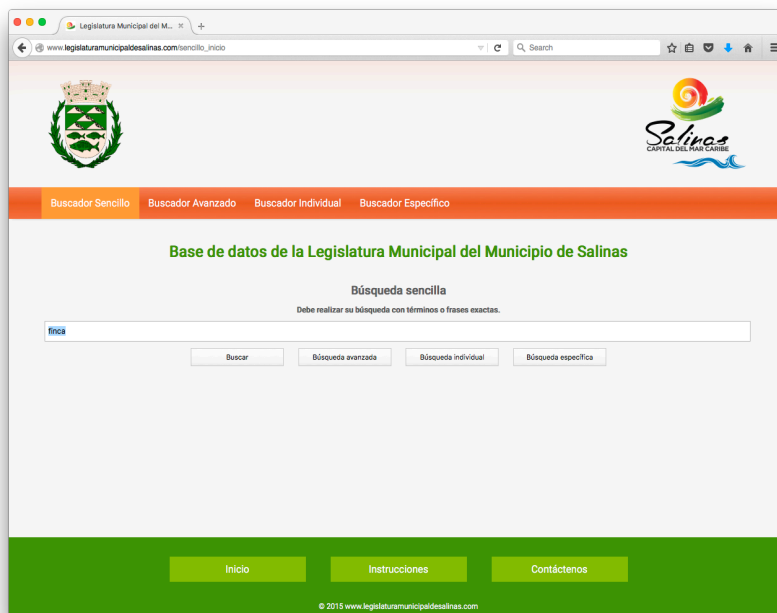 Legislatura Municipal del M...
www.legislaturamunicipaldesalinas.com/sencillo_inicio
Search
Salinas
CAPITAL DEL MAR CARIBE
Buscador Sencillo Buscador Avanzado Buscador Individual Buscador Específico
Base de datos de la Legislatura Municipal del Municipio de Salinas
Búsqueda sencilla
Debe realizar su búsqueda con términos o frases exactas.
finca
Buscar Búsqueda avanzada Búsqueda individual Búsqueda específica
Inicio Instrucciones Contáctenos
© 2015 www.legislaturamunicipaldesalinas.com